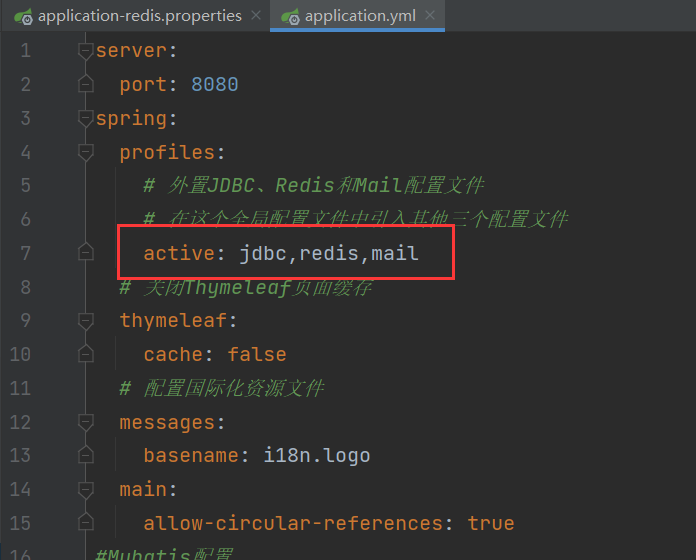 application-redis.properties
application.yml
1 server:
2 port: 8080
3 spring:
4 profiles:
5 # 外置JDBC、Redis和Mail配置文件
6 # 在这个全局配置文件中引入其他三个配置文件
7 active: jdbc,redis,mail
8 # 关闭Thymeleaf页面缓存
9 thymeleaf:
10 cache: false
11 # 配置国际化资源文件
12 messages:
13 basename: i18n.logo
14 main:
15 allow-circular-references: true
16 #Mybatis配置